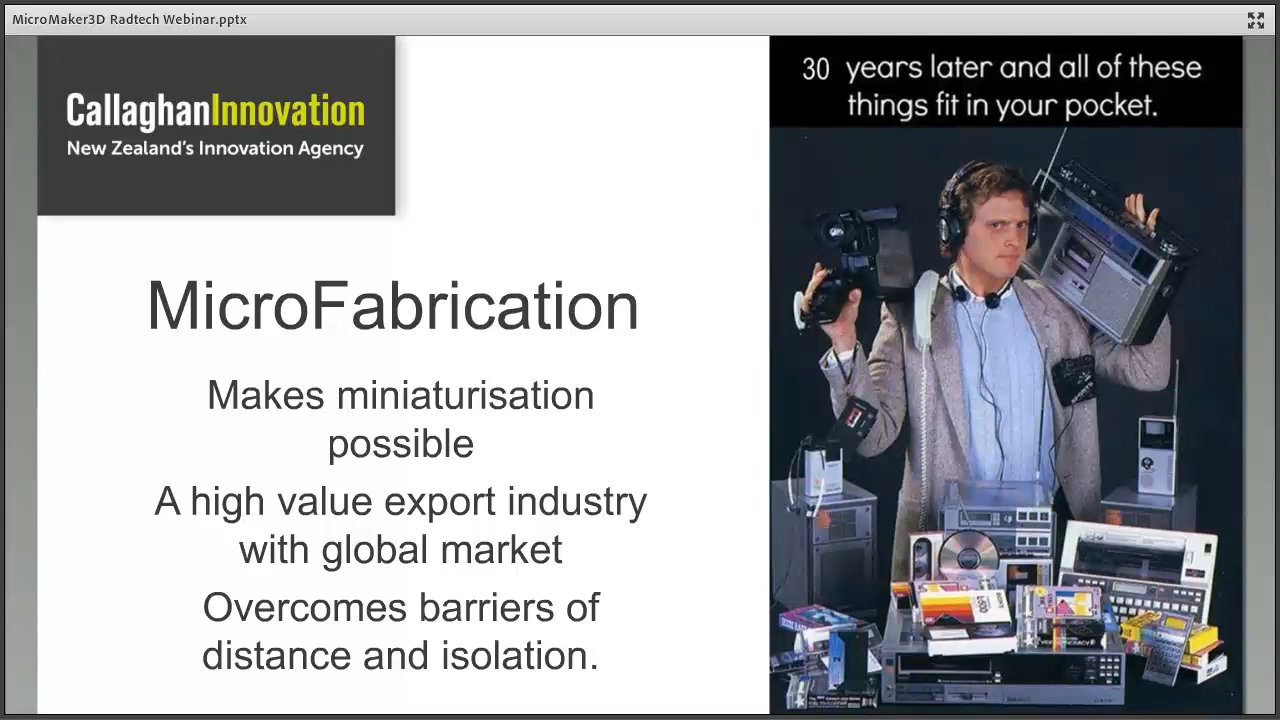 MicroMaker3D Radtech Webinar.pptx
CallaghanInnovation
New Zealand's Innovation Agency
30 years later and all of these
things fit in your pocket.
MicroFabrication
Makes miniaturisation
possible
A high value export industry
with global market
Overcomes barriers of
distance and isolation.